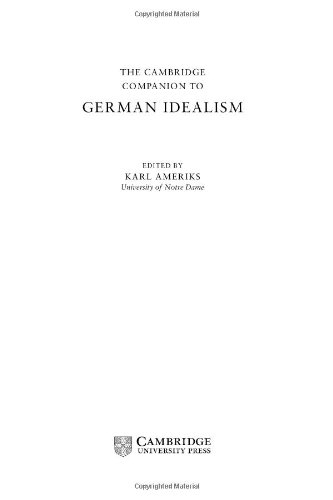 Copyrighted Material
THE CAMBRIDGE
COMPANION TO
GERMAN IDEALISM
EDITED BY
KARL AMERIKS
University of Notre Dame
CAMBRIDGE
UNIVERSITY PRESS
Copyrighted Material